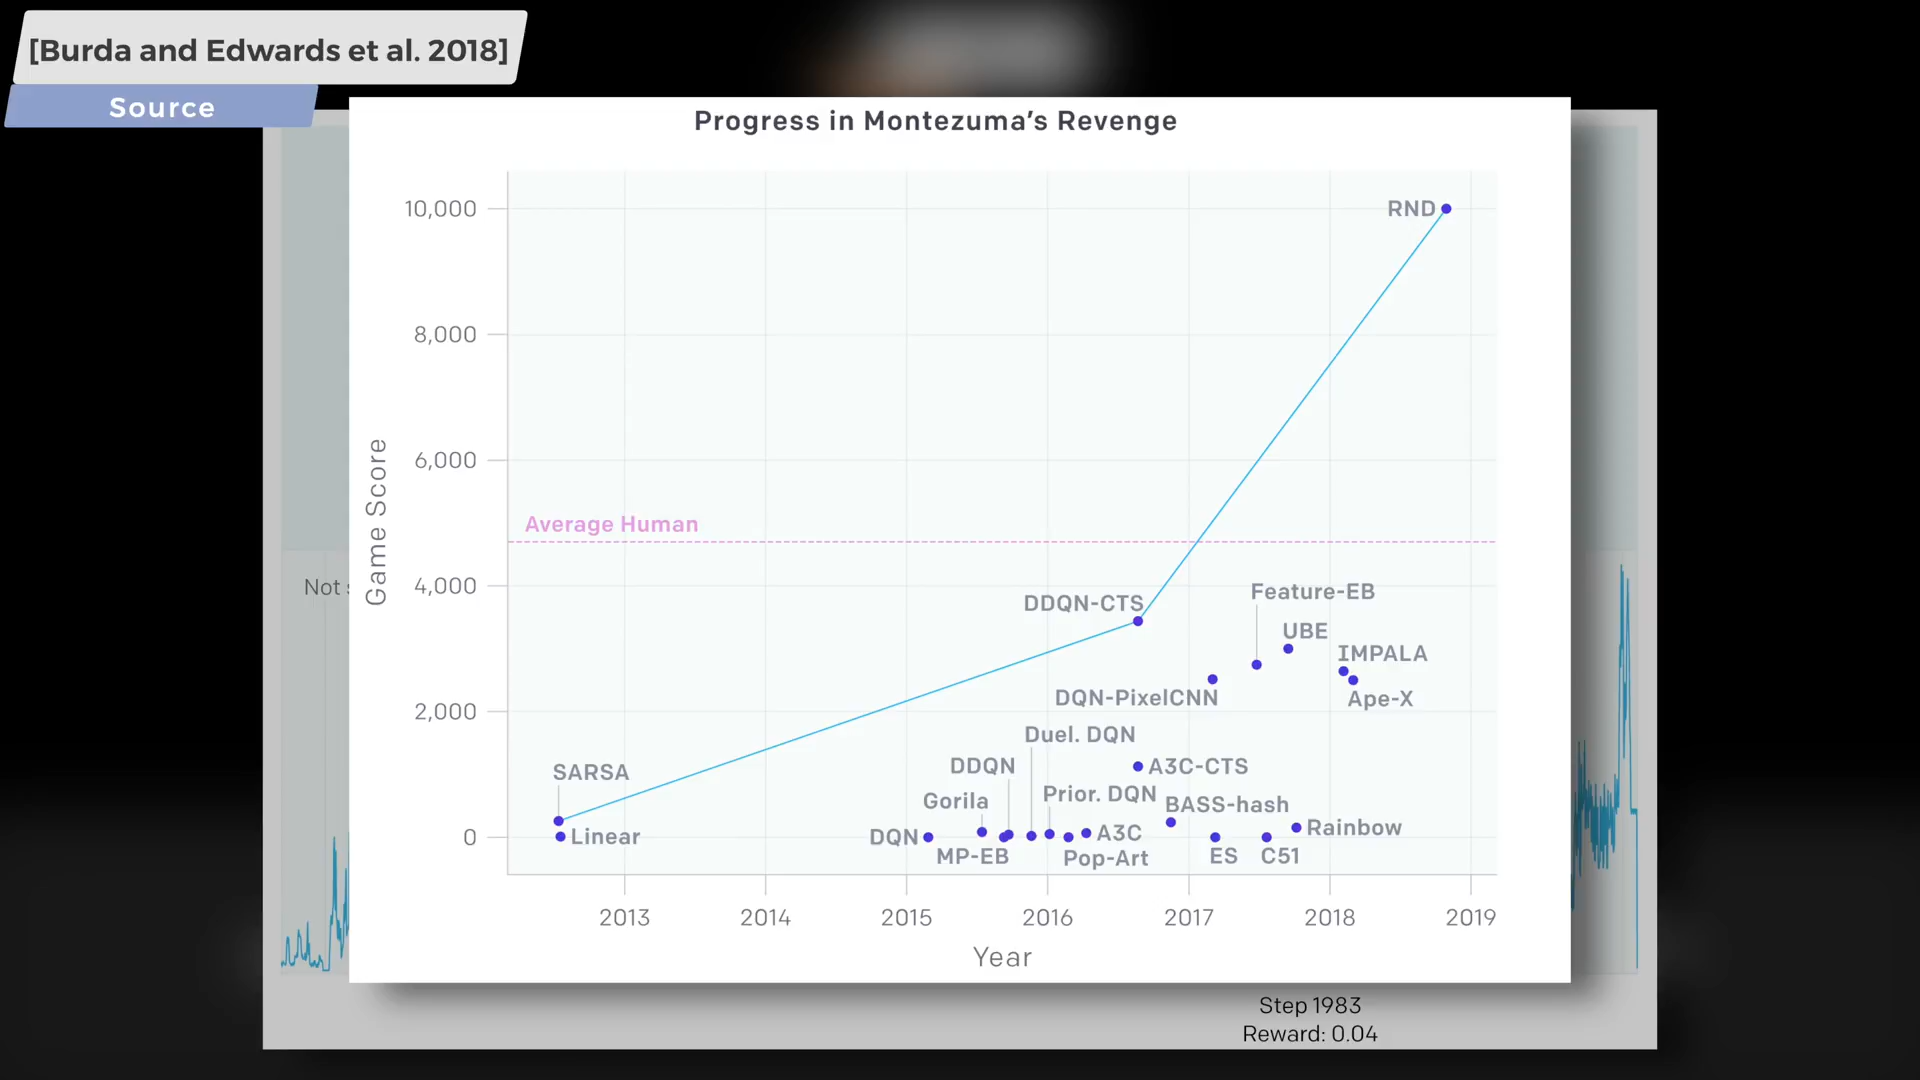 [Burda and Edwards et al. 2018]
Source
Progress in Montezuma’s Revenge
10,000
8,000
6,000
4,000
2,000
0
Game Score
Average Human
RND
DDQN-CTS
Feature-EB
UBE
IMPALA
Ape-X
DQN-PixelCNN
Duel. DQN
SARSA
DDQN
A3C-CTS
Gorila
Prior. DQN
BASS-hash
Linear
DQN
A3C
Rainbow
MP-EB
Pop-Art
ES
C51
2013
2014
2015
2016
2017
2018
2019
Year
Not
Step 1983
Reward: 0.04